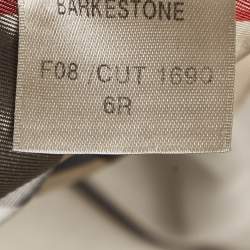 BARKESTONE
F08 /CUT 1690
6R